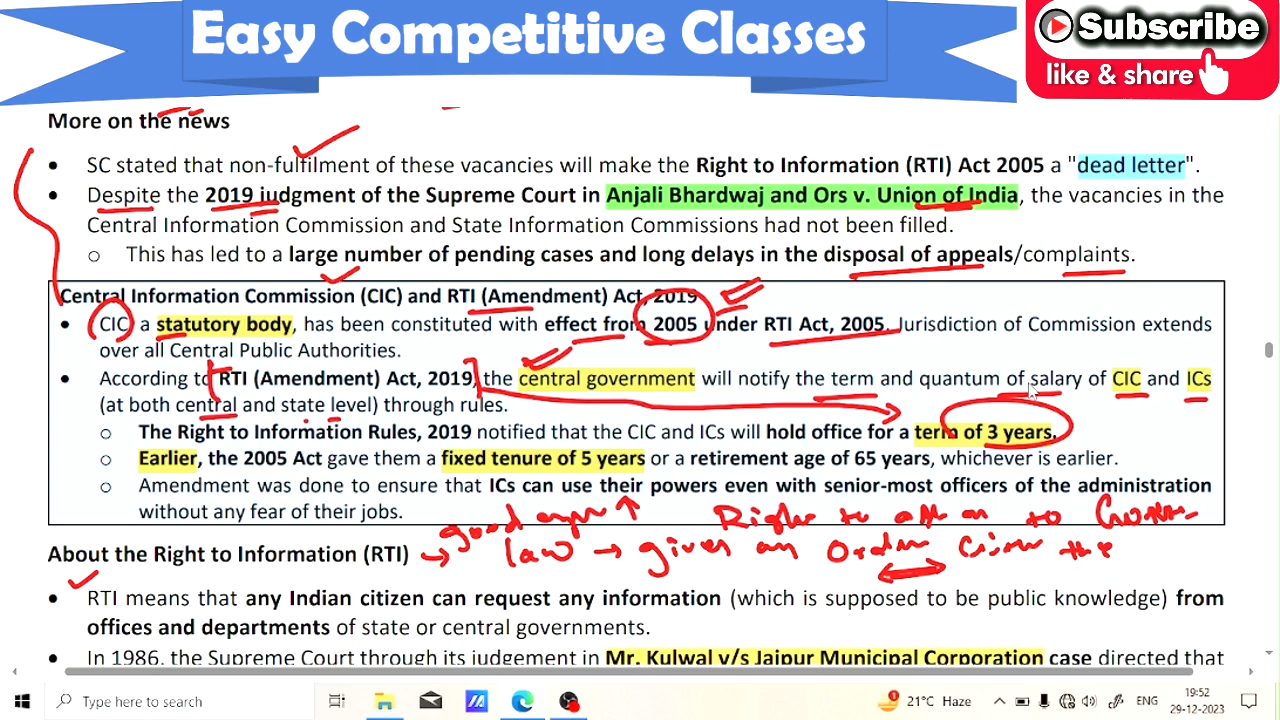 Easy Competitive Classes
Subscribe
like & share
More on the news
• SC stated that non-fulfilment of these vacancies will make the Right to Information (RTI) Act 2005 a "dead letter".
• Despite the 2019 judgment of the Supreme Court in Anjali Bhardwaj and Ors v. Union of India, the vacancies in the
Central Information Commission and State Information Commissions had not been filled.
o This has led to a large number of pending cases and long delays in the disposal of appeals/complaints.
Central Information Commission (CIC) and RTI (Amendment) Act, 2019
• CIC, a statutory body, has been constituted with effect from 2005 under RTI Act, 2005. Jurisdiction of Commission extends
over all Central Public Authorities.
• According to RTI (Amendment) Act, 2019, the central government will notify the term and quantum of salary of CIC and ICs
(at both central and state level) through rules.
o The Right to Information Rules, 2019 notified that the CIC and ICs will hold office for a term of 3 years.
o Earlier, the 2005 Act gave them a fixed tenure of 5 years or a retirement age of 65 years, whichever is earlier.
o Amendment was done to ensure that ICs can use their powers even with senior-most officers of the administration
without any fear of their jobs.
Right to
to
About the Right to Information (RTI)
law → gives an
the
• RTI means that any Indian citizen can request any information (which is supposed to be public knowledge) from
offices and departments of state or central governments.
• In 1986, the Supreme Court through its judgement in Mr. Kulwal v/s Jaipur Municipal Corporation case directed that
Type here to search
1
21°C Haze
ENG
19:52
29-12-2023